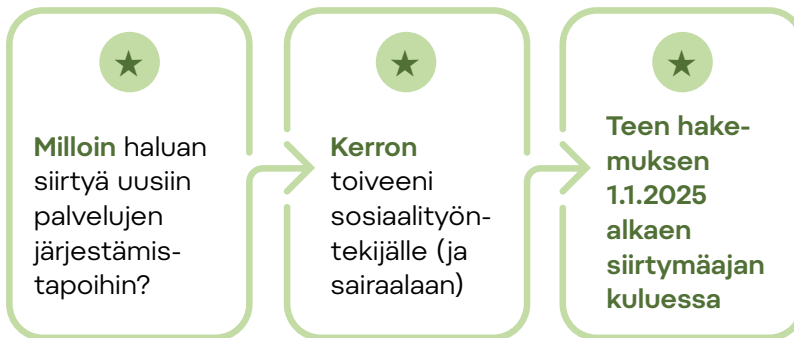 Milloin haluan
siirtyä uusiin
palvelujen
järjestämis-
tapoihin?
Kerron
toiveeni
sosiaalityön-
tekijälle (ja
sairaalaan)
Teen hake-
muksen
1.1.2025
alkaen
siirtymäajan
kuluessa